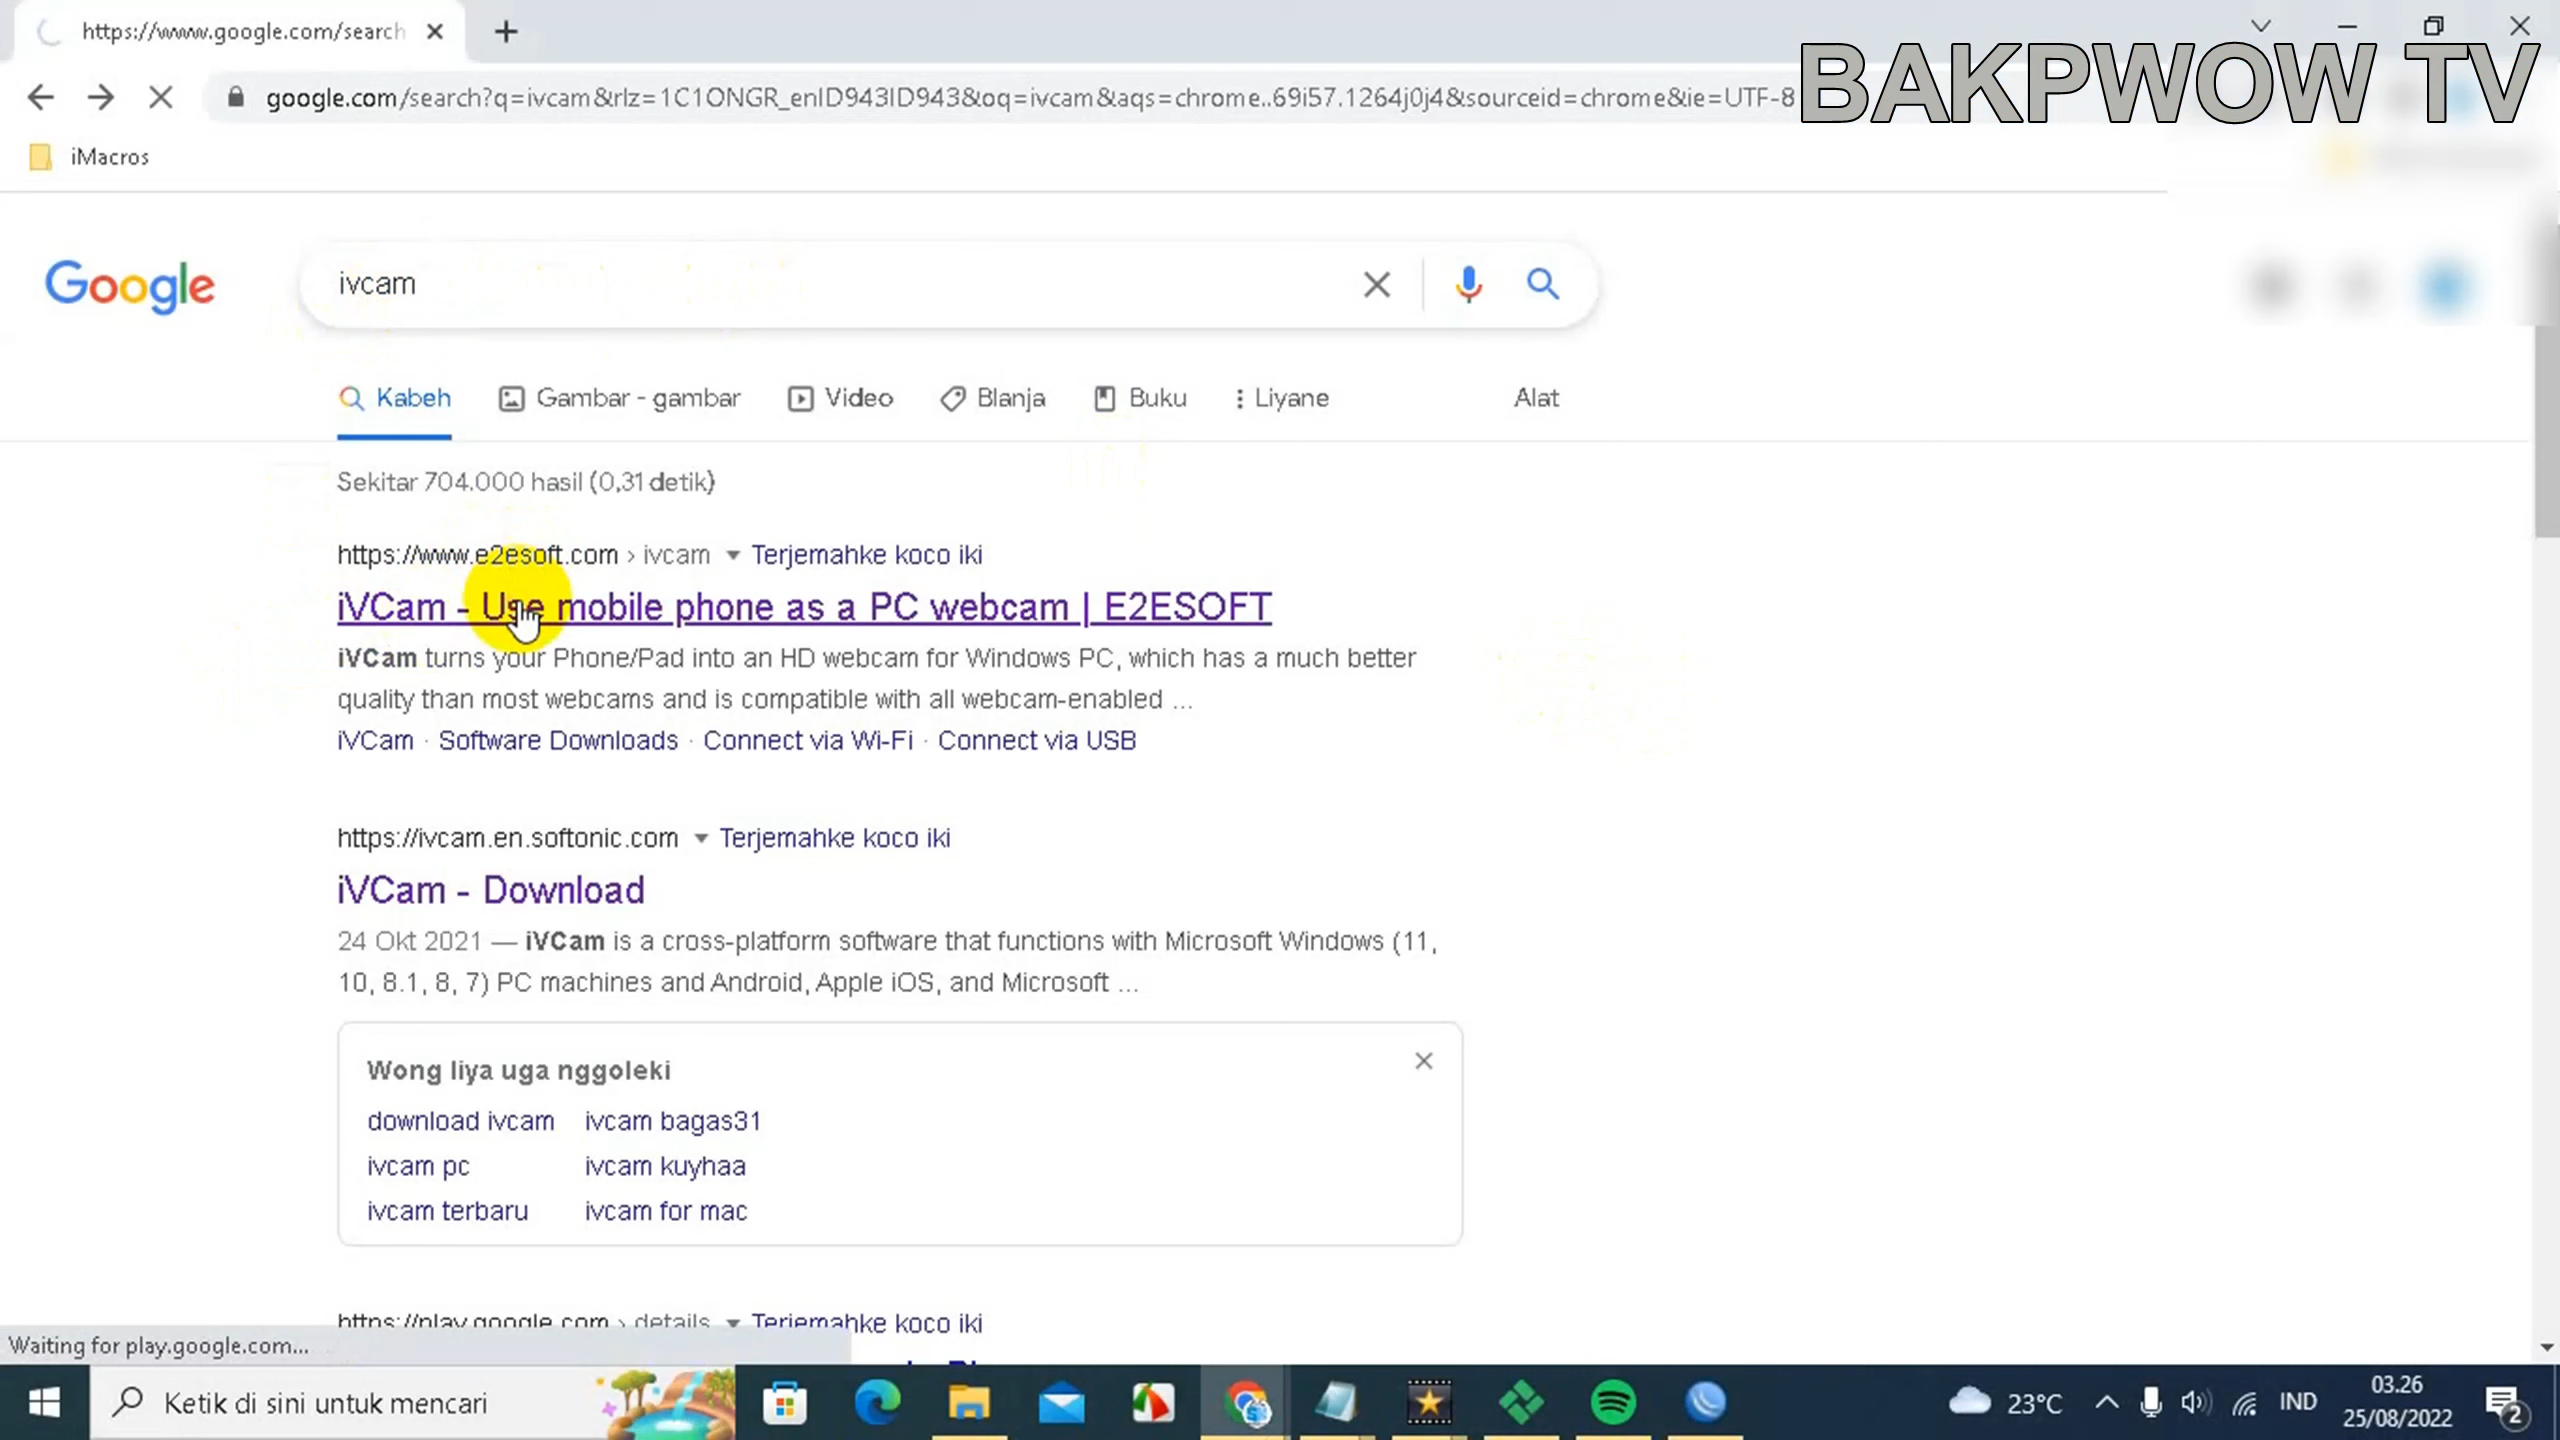 https://www.google.com/search
BAKPWOW TV
google.com/search?q=ivcam&rlz=1C1ONGR_enID943ID943&oq=ivcam&aqs=chrome..69i57.1264j0j4&sourceid=chrome&ie=UTF-8
iMacros
Google
ivcam
Kabeh Gambar - gambar Video Blanja Buku Liyane Alat
Sekitar 704.000 hasil (0,31 detik)
https://www.e2esoft.com › ivcam Terjemahke koco iki
iVCam - Use mobile phone as a PC webcam | E2ESOFT
iVCam turns your Phone/Pad into an HD webcam for Windows PC, which has a much better
quality than most webcams and is compatible with all webcam-enabled ...
iVCam · Software Downloads · Connect via Wi-Fi · Connect via USB
https://ivcam.en.softonic.com Terjemahke koco iki
iVCam - Download
24 Okt 2021 — iVCam is a cross-platform software that functions with Microsoft Windows (11,
10, 8.1, 8, 7) PC machines and Android, Apple iOS, and Microsoft ...
Wong liya uga nggoleki
download ivcam ivcam bagas31
ivcam pc ivcam kuyhaa
ivcam terbaru ivcam for mac
https://play.google.com › details Terjemahke koco iki
Waiting for play.google.com...
Ketik di sini untuk mencari
23°C
IND
03.26
25/08/2022
2